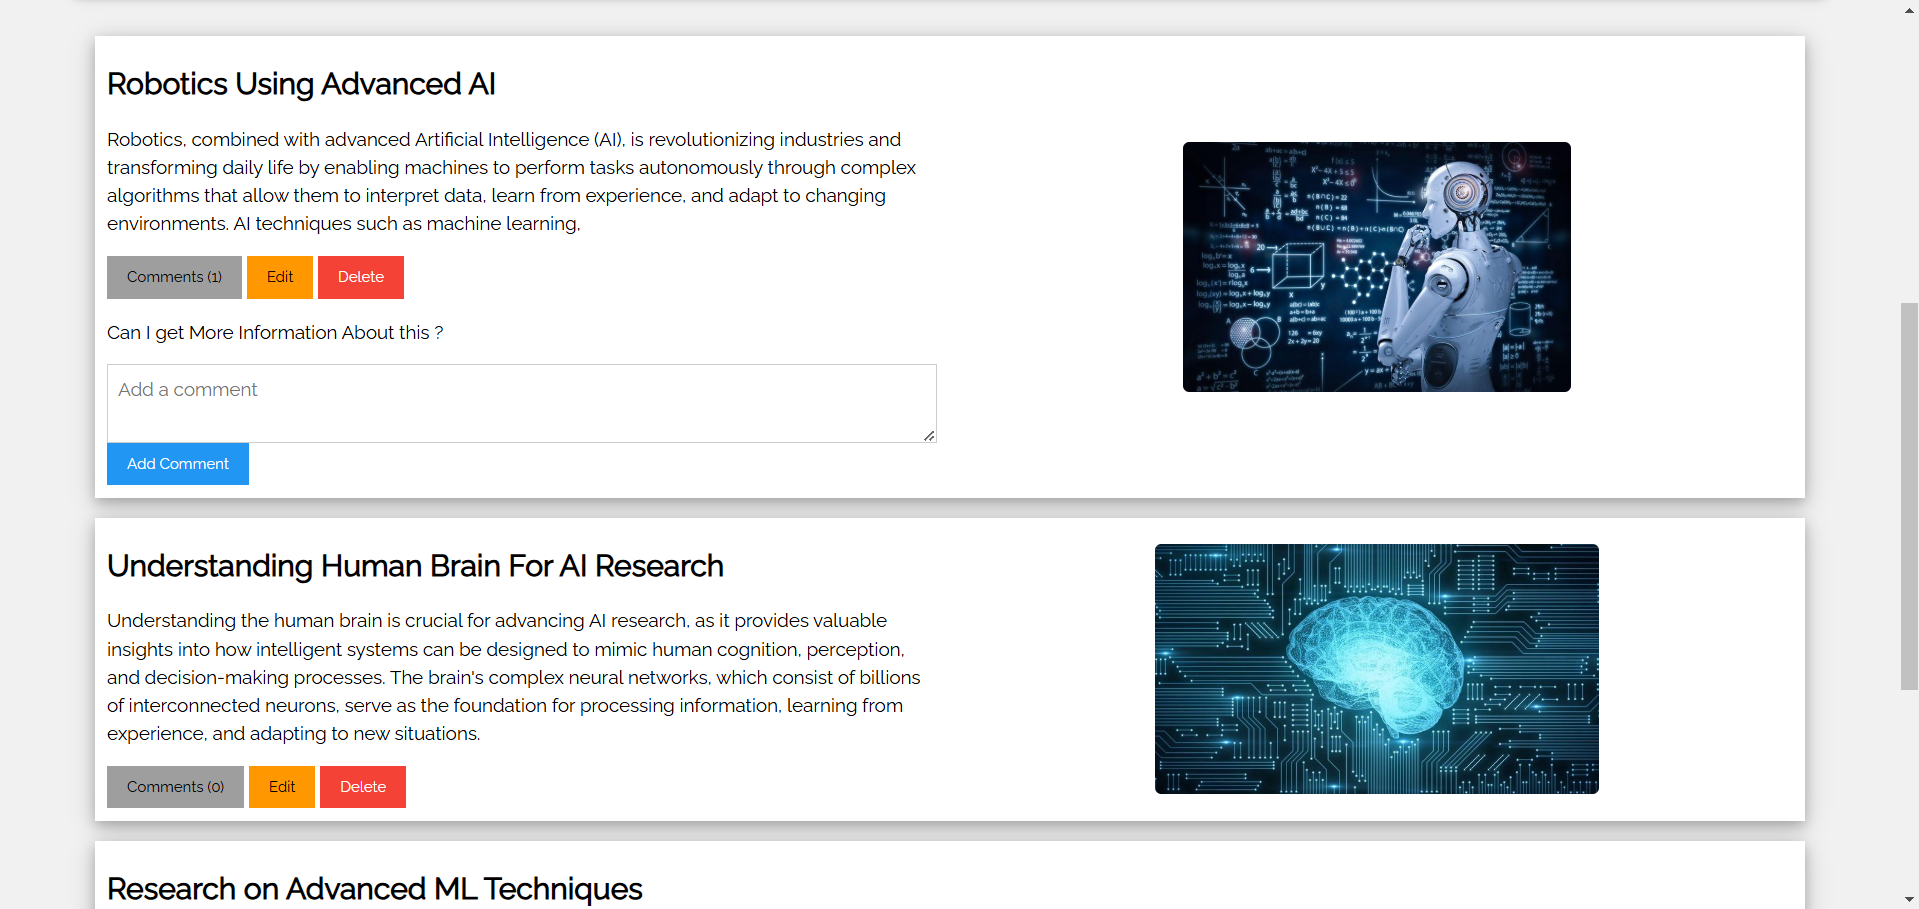 Robotics Using Advanced AI
Robotics, combined with advanced Artificial Intelligence (AI), is revolutionizing industries and
transforming daily life by enabling machines to perform tasks autonomously through complex
algorithms that allow them to interpret data, learn from experience, and adapt to changing
environments. AI techniques such as machine learning,
Comments (1) Edit Delete
Can I get More Information About this ?
Add a comment
Add Comment
Understanding Human Brain For AI Research
Understanding the human brain is crucial for advancing AI research, as it provides valuable
insights into how intelligent systems can be designed to mimic human cognition, perception,
and decision-making processes. The brain's complex neural networks, which consist of billions
of interconnected neurons, serve as the foundation for processing information, learning from
experience, and adapting to new situations.
Comments (0) Edit Delete
Research on Advanced ML Techniques